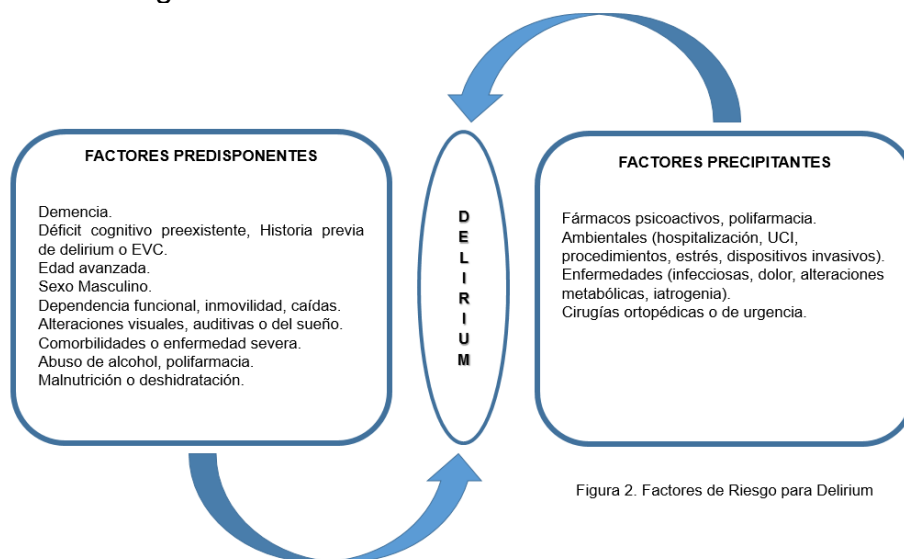 FACTORES PREDISPONENTES
Demencia.
Déficit cognitivo preexistente, Historia previa
de delirium o EVC.
Edad avanzada.
Sexo Masculino.
Dependencia funcional, inmovilidad, caídas.
Alteraciones visuales, auditivas o del sueño.
Comorbilidades o enfermedad severa.
Abuso de alcohol, polifarmacia.
Malnutrición o deshidratación.
D
E
L
I
R
I
U
M
FACTORES PRECIPITANTES
Fármacos psicoactivos, polifarmacia.
Ambientales (hospitalización, UCI,
procedimientos, estrés, dispositivos invasivos).
Enfermedades (infecciosas, dolor, alteraciones
metabólicas, iatrogenia).
Cirugías ortopédicas o de urgencia.
Figura 2. Factores de Riesgo para Delirium